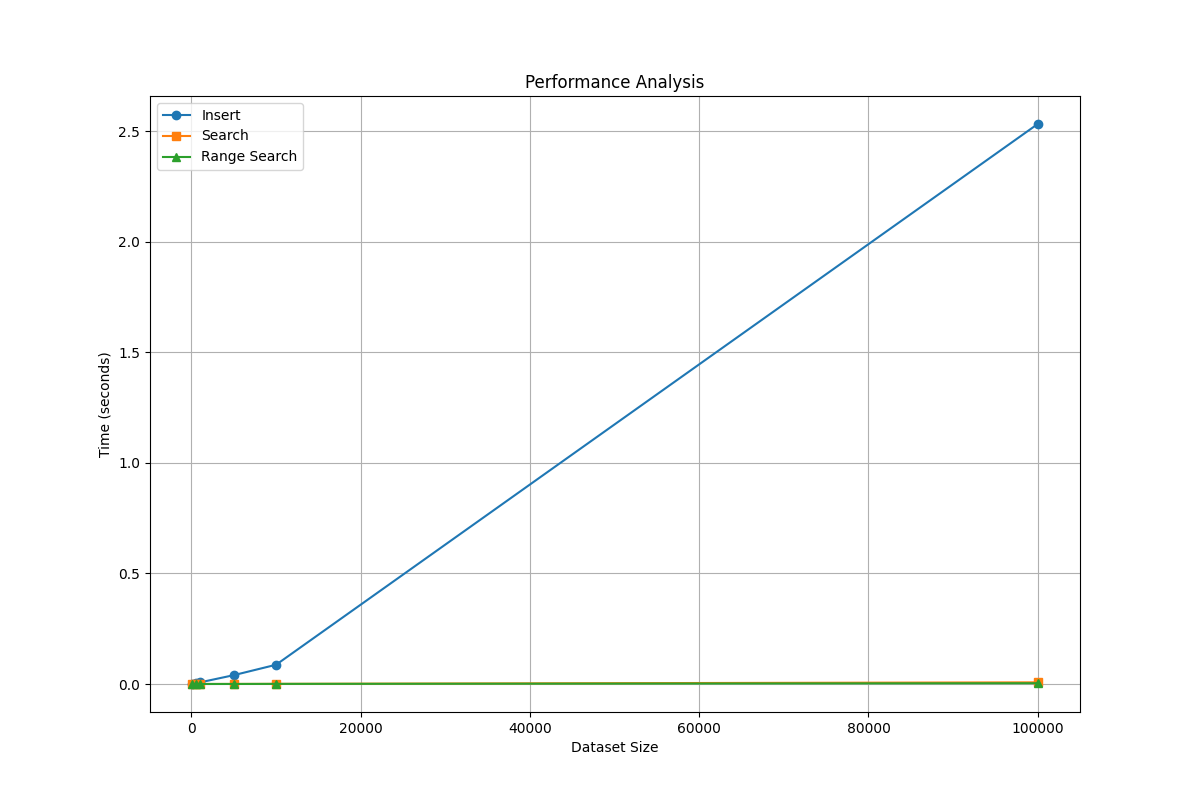 Performance Analysis
Insert
Search
Range Search
2.5
2.0
1.5
1.0
0.5
0.0
Time (seconds)
0 20000 40000 60000 80000 100000
Dataset Size